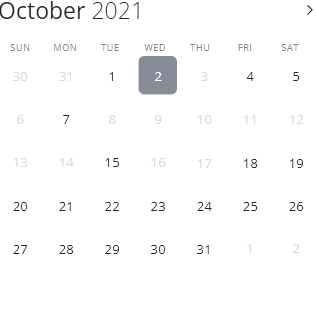 October 2021
SUN MON TUE WED THU FRI SAT
30 31 1 2 3 4 5
6 7 8 9 10 11 12
13 14 15 16 17 18 19
20 21 22 23 24 25 26
27 28 29 30 31 1 2